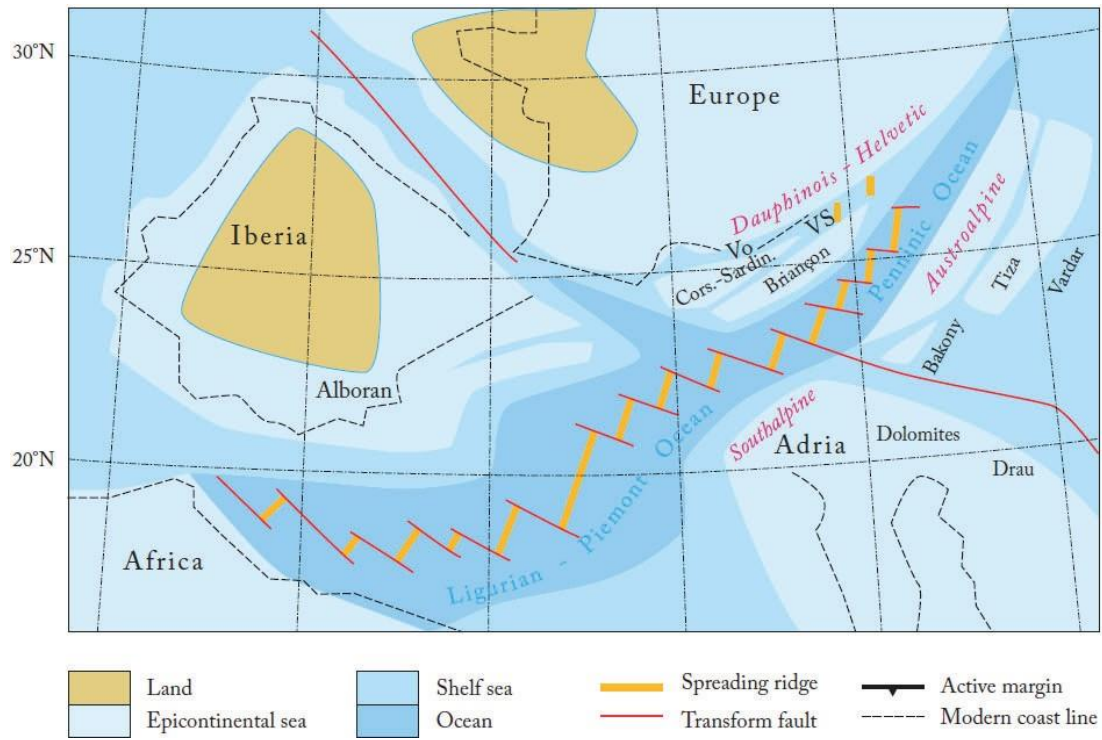 30°N
25°N
20°N
Europe
Iberia
Alboran
Africa
Dauphinois - Helvetic
Vo
VS
Cors.-Sardin.
Briançon
Penninic Ocean
Austroalpine
Tiza
Vardar
Bakony
Southalpine
Adria
Dolomites
Drau
Ligurian - Piemont Ocean
Land
Epicontinental sea
Shelf sea
Ocean
Spreading ridge
Transform fault
Active margin
Modern coast line